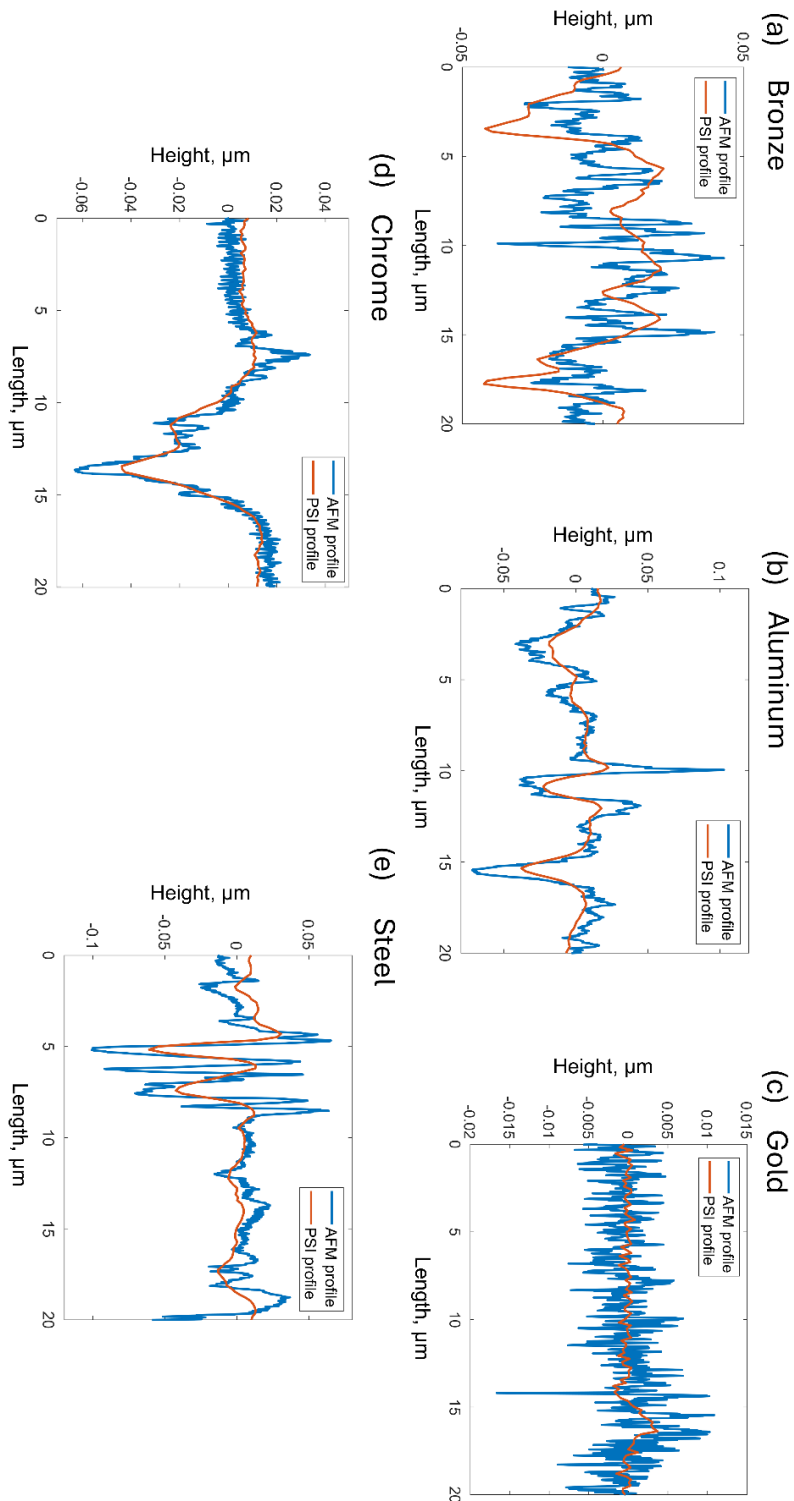 (a) Bronze
Height, µm
0.05
0
-0.05
0
5
10
15
20
Length, µm
AFM profile
PSI profile
(b) Aluminum
Height, µm
0.1
0.05
0
-0.05
0
5
10
15
20
Length, µm
AFM profile
PSI profile
(c) Gold
Height, µm
0.015
0.01
0.005
0
-0.005
-0.01
-0.015
-0.02
0
5
10
15
20
Length, µm
AFM profile
PSI profile
(d) Chrome
Height, µm
0.04
0.02
0
-0.02
-0.04
-0.06
0
5
10
15
20
Length, µm
AFM profile
PSI profile
(e) Steel
Height, µm
0.05
0
-0.05
-0.1
0
5
10
15
20
Length, µm
AFM profile
PSI profile